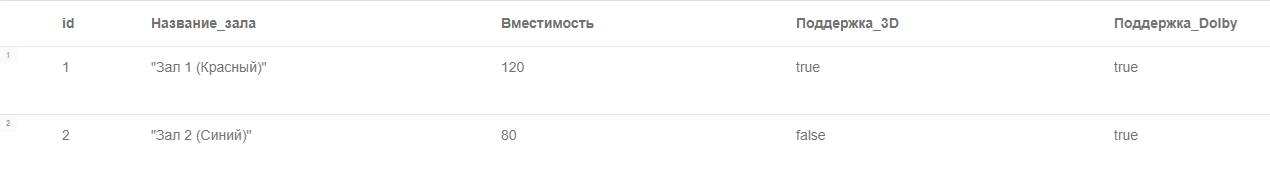 id Название_зала Вместимость Поддержка_3D Поддержка_Dolby
1 1 "Зал 1 (Красный)" 120 true true
2 2 "Зал 2 (Синий)" 80 false true